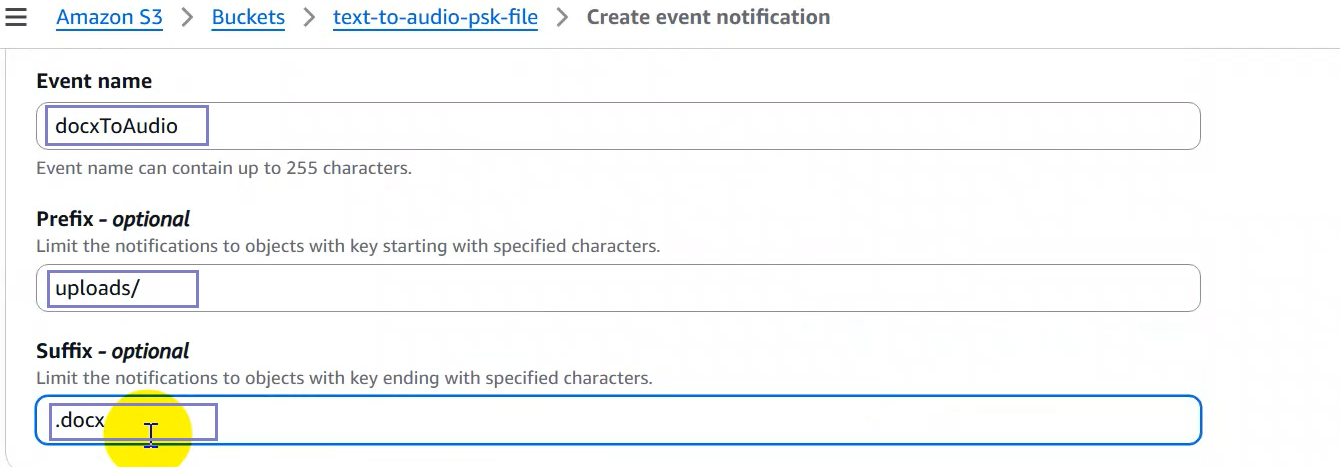 Amazon S3 > Buckets > text-to-audio-psk-file > Create event notification
Event name
docxToAudio
Event name can contain up to 255 characters.
Prefix - optional
Limit the notifications to objects with key starting with specified characters.
uploads/
Suffix - optional
Limit the notifications to objects with key ending with specified characters.
.docx